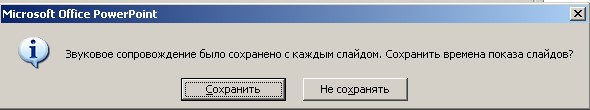 Microsoft Office PowerPoint
Звуковое сопровождение было сохранено с каждым слайдом. Сохранить времена показа слайдов?
Сохранить Не сохранять